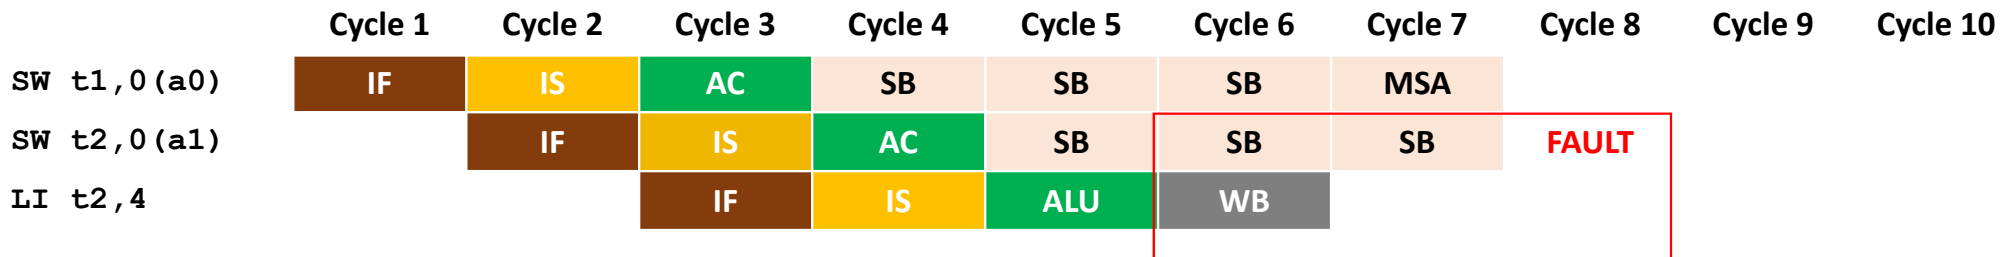 Cycle 1 Cycle 2 Cycle 3 Cycle 4 Cycle 5 Cycle 6 Cycle 7 Cycle 8 Cycle 9 Cycle 10
SW t1,0(a0) IF IS AC SB SB SB MSA
SW t2,0(a1) IF IS AC SB SB SB FAULT
LI t2,4 IF IS ALU WB